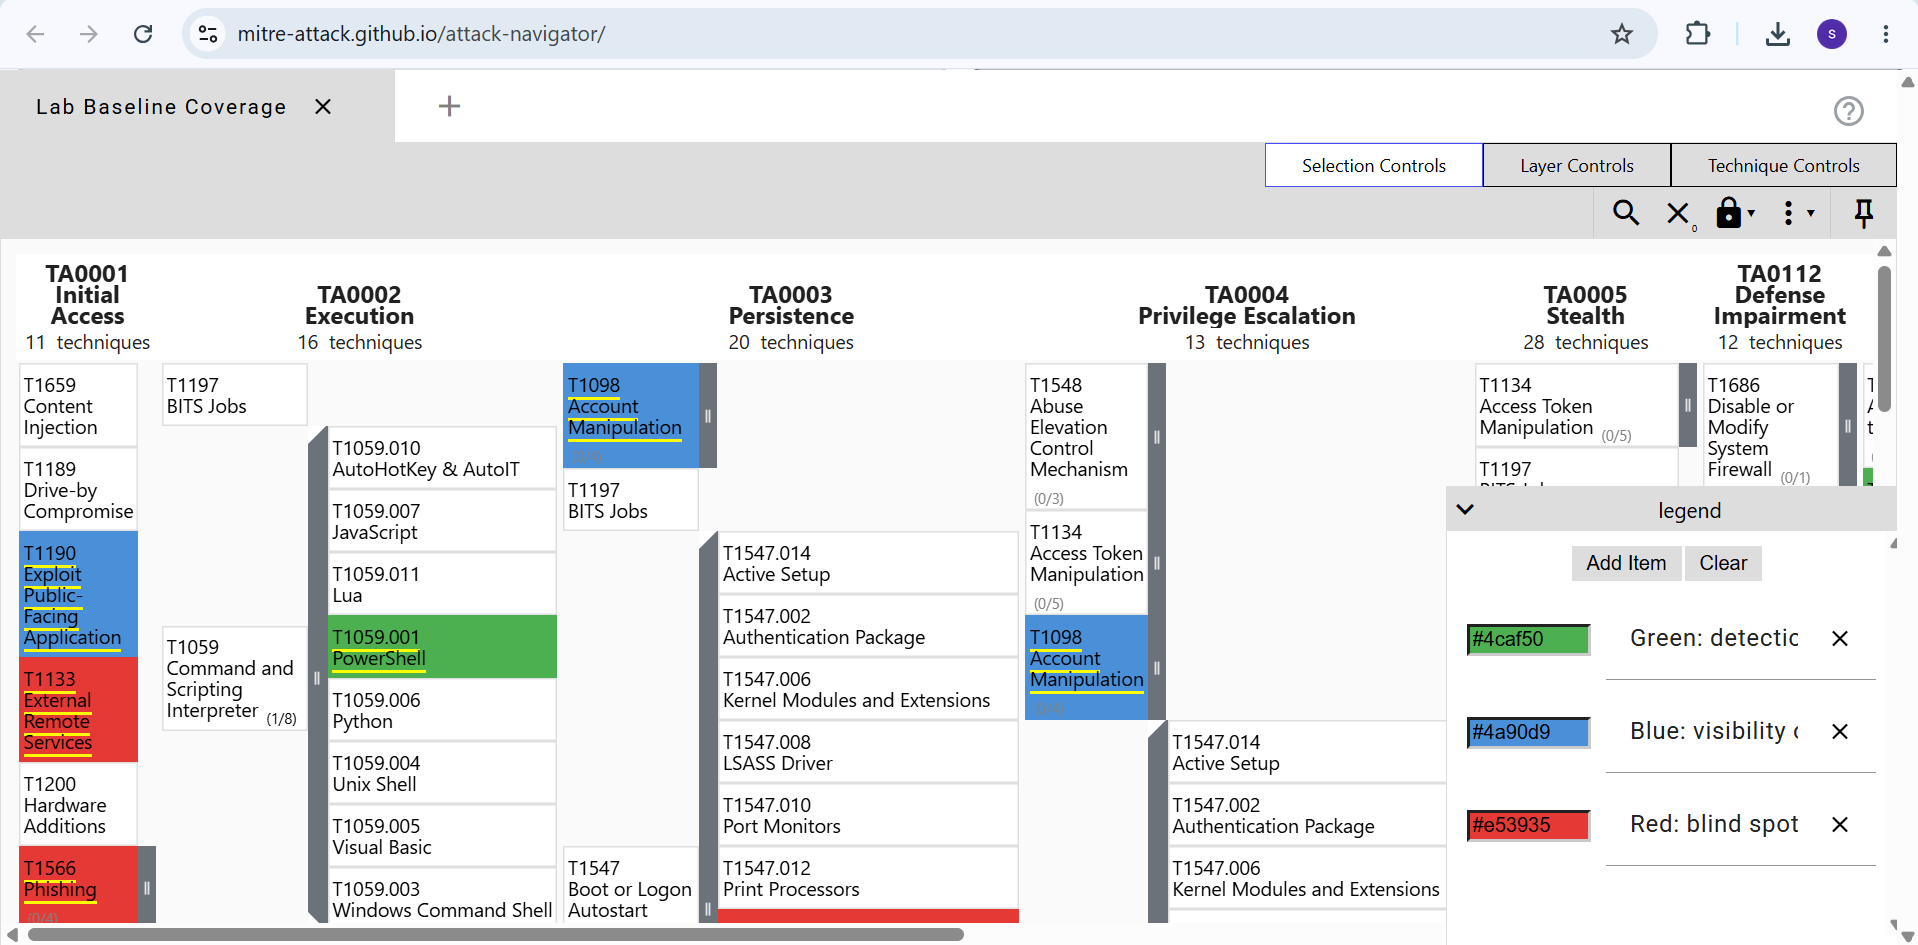 mitre-attack.github.io/attack-navigator/
S
Lab Baseline Coverage
Selection Controls
Layer Controls
Technique Controls
0
TA0001
Initial
Access
11 techniques
T1659
Content
Injection
T1189
Drive-by
Compromise
T1190
Exploit
Public-
Facing
Application
T1133
External
Remote
Services
T1200
Hardware
Additions
T1566
Phishing
(0/4)
TA0002
Execution
16 techniques
T1197
BITS Jobs
T1059
Command and
Scripting
Interpreter (1/8)
T1059.010
AutoHotKey & AutoIT
T1059.007
JavaScript
T1059.011
Lua
T1059.001
PowerShell
T1059.006
Python
T1059.004
Unix Shell
T1059.005
Visual Basic
T1059.003
Windows Command Shell
TA0003
Persistence
20 techniques
T1098
Account
Manipulation
T1197
BITS Jobs
T1547
Boot or Logon
Autostart
T1547.014
Active Setup
T1547.002
Authentication Package
T1547.006
Kernel Modules and Extensions
T1547.008
LSASS Driver
T1547.010
Port Monitors
T1547.012
Print Processors
TA0004
Privilege Escalation
13 techniques
T1548
Abuse
Elevation
Control
Mechanism
(0/3)
T1134
Access Token
Manipulation
(0/5)
T1098
Account
Manipulation
T1547.014
Active Setup
T1547.002
Authentication Package
T1547.006
Kernel Modules and Extensions
TA0005
Stealth
28 techniques
T1134
Access Token
Manipulation (0/5)
T1197
TA0112
Defense
Impairment
12 techniques
T1686
Disable or
Modify
System
Firewall (0/1)
legend
Add Item
Clear
#4caf50
Green: detectic
#4a90d9
Blue: visibility
#e53935
Red: blind spot